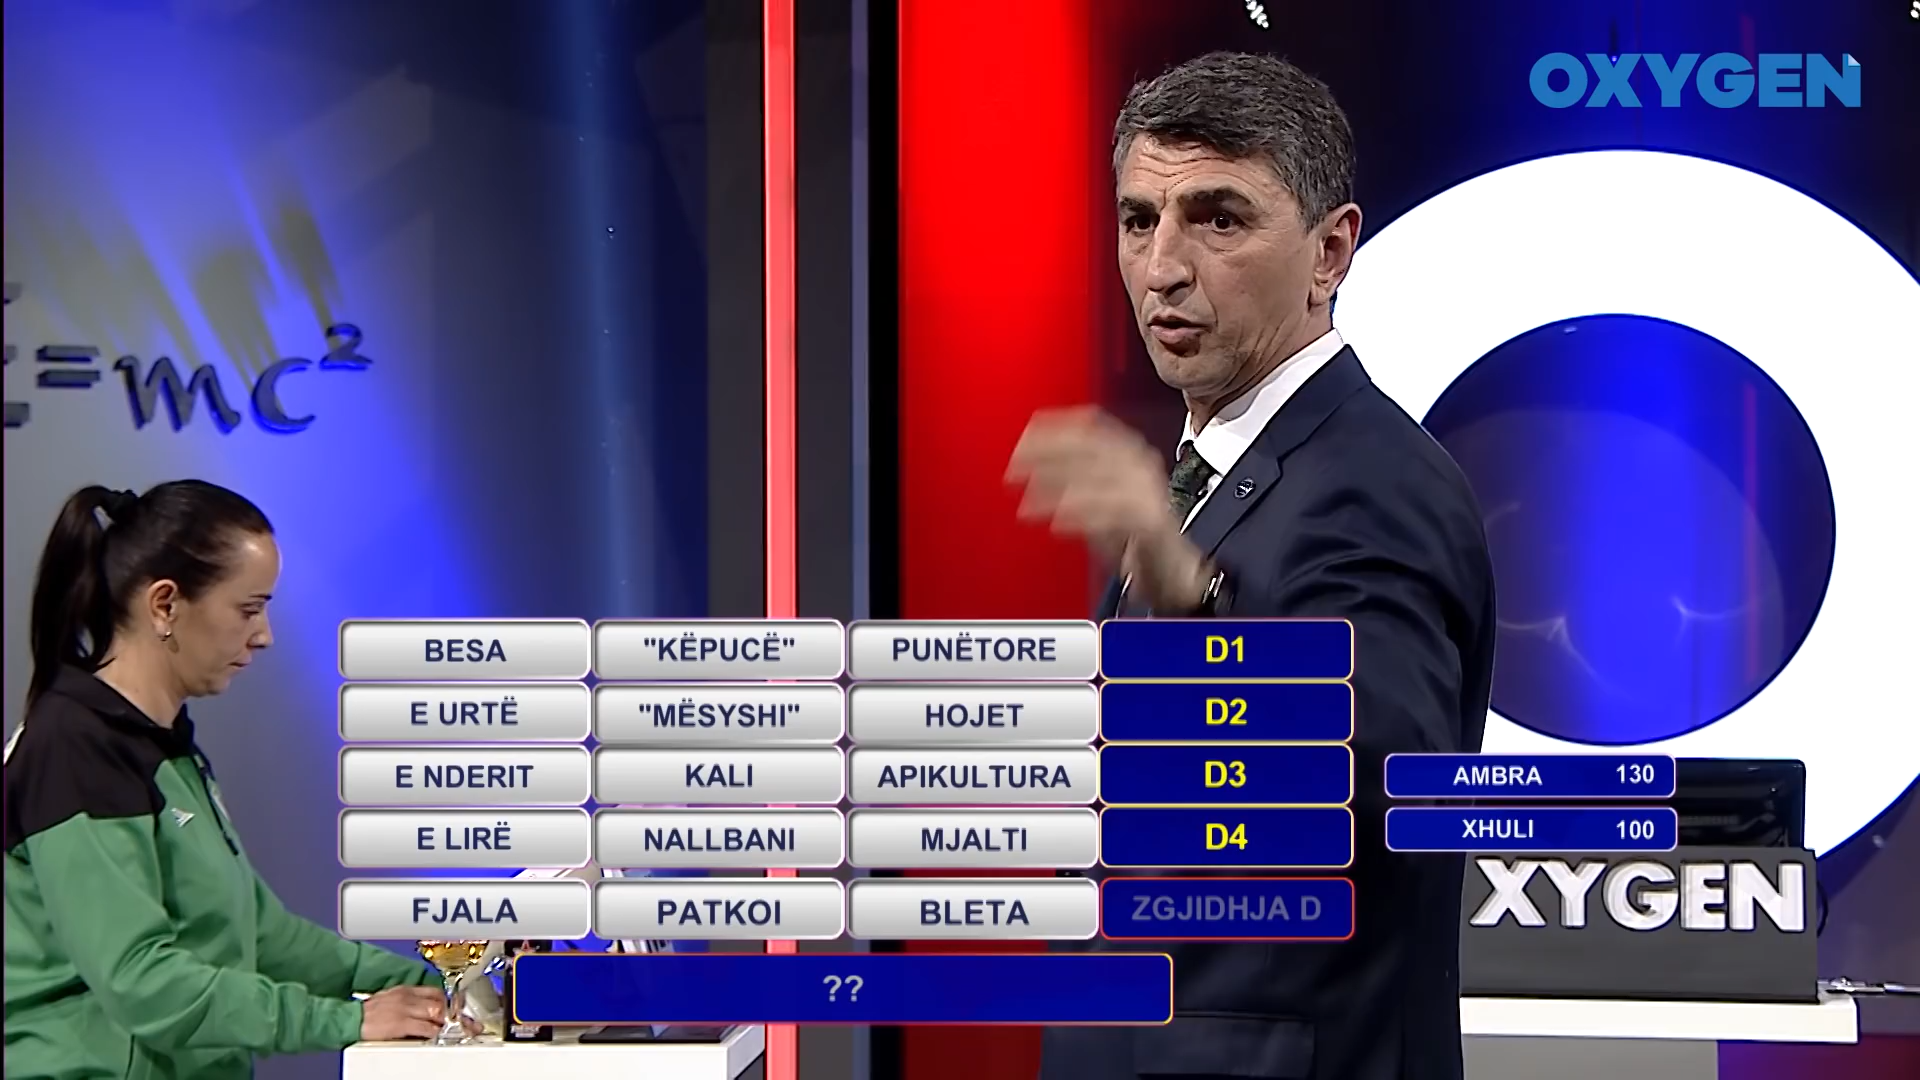 OXYGEN
=mc²
BESA "KËPUCË" PUNËTORE D1
E URTË "MËSYSHI" HOJET D2
E NDERIT KALI APIKULTURA D3
AMBRA 130
E LIRË NALLBANI MJALTI D4
XHULI 100
FJALA PATKOI BLETA ZGJIDHJA D
XYGEN
??